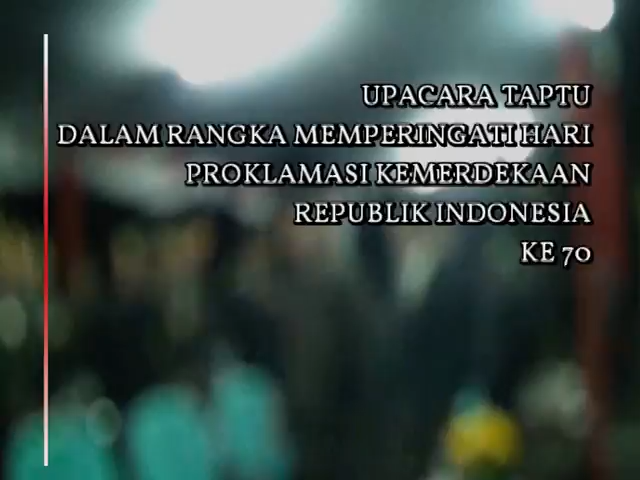 UPACARA TAPTU
DALAM RANGKA MEMPERINGATI HARI
PROKLAMASI KEMERDEKAAN
REPUBLIK INDONESIA
KE 70